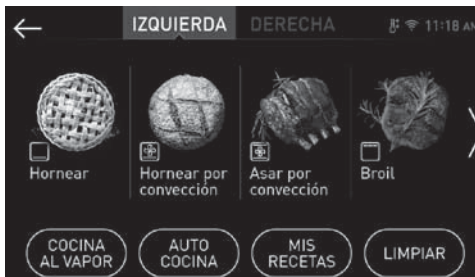 IZQUIERDA DERECHA 11:18 AM
Hornear
Hornear por
convección
Asar por
convección
Broil
COCINA
AL VAPOR
AUTO
COCINA
MIS
RECETAS
LIMPIAR